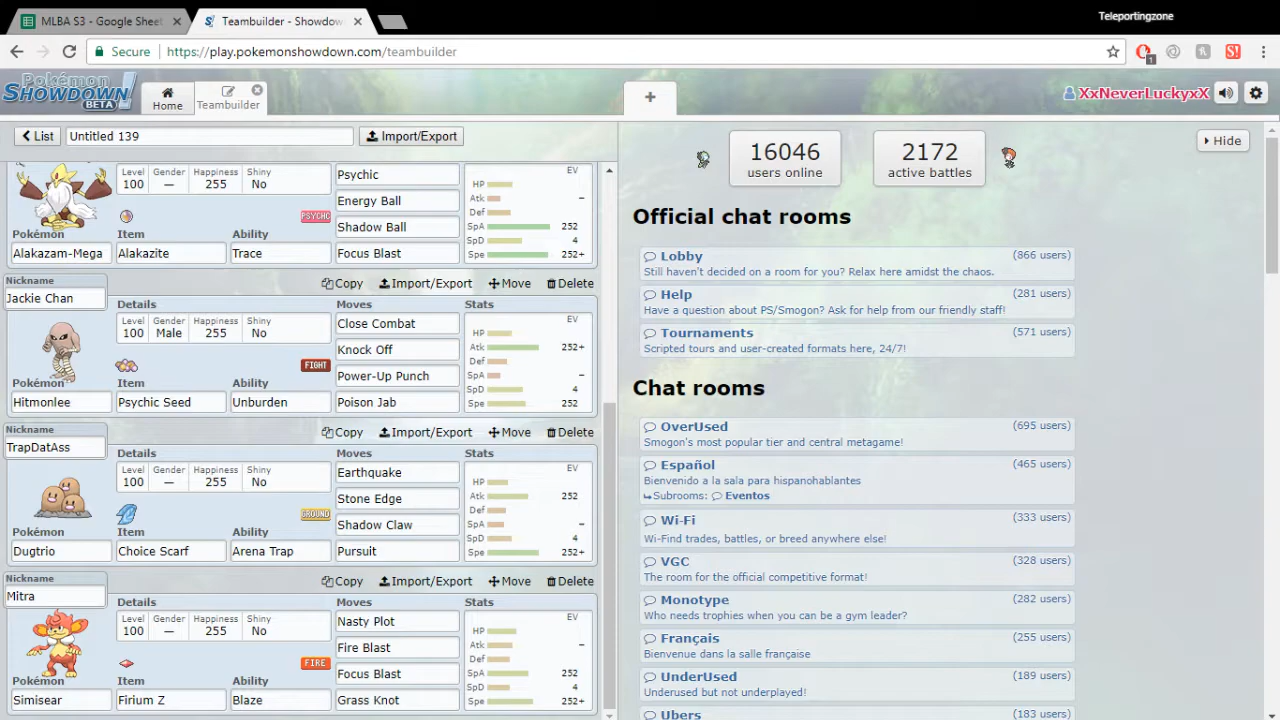 Teleportingzone
MLBA S3 - Google Sheet
Teambuilder - Showdow
Secure https://play.pokemonshowdown.com/teambuilder
Pokémon
SHOWDOWN!
BETA
Home
Teambuilder
+
XxNeverLuckyxX
List
Untitled 139
Import/Export
Level
100
Gender
—
Happiness
255
Shiny
No
PSYCHC
Pokémon
Item
Ability
Alakazam-Mega
Alakazite
Trace
Psychic
Energy Ball
Shadow Ball
Focus Blast
EV
HP
Atk –
Def
SpA 252
SpD 4
Spe 252+
Nickname
Jackie Chan
Copy Import/Export Move Delete
Details
Level
100
Gender
Male
Happiness
255
Shiny
No
FIGHT
Pokémon
Item
Ability
Hitmonlee
Psychic Seed
Unburden
Moves
Close Combat
Knock Off
Power-Up Punch
Poison Jab
Stats
EV
HP
Atk 252+
Def
SpA –
SpD 4
Spe 252
Nickname
TrapDatAss
Copy Import/Export Move Delete
Details
Level
100
Gender
—
Happiness
255
Shiny
No
GROUND
Pokémon
Item
Ability
Dugtrio
Choice Scarf
Arena Trap
Moves
Earthquake
Stone Edge
Shadow Claw
Pursuit
Stats
EV
HP
Atk 252
Def
SpA –
SpD 4
Spe 252+
Nickname
Mitra
Copy Import/Export Move Delete
Details
Level
100
Gender
—
Happiness
255
Shiny
No
FIRE
Pokémon
Item
Ability
Simisear
Firium Z
Blaze
Moves
Nasty Plot
Fire Blast
Focus Blast
Grass Knot
Stats
EV
HP
Atk –
Def
SpA 252
SpD 4
Spe 252+
Hide
16046
users online
2172
active battles
Official chat rooms
Lobby (866 users)
Still haven't decided on a room for you? Relax here amidst the chaos.
Help (281 users)
Have a question about PS/Smogon? Ask for help from our friendly staff!
Tournaments (571 users)
Scripted tours and user-created formats here, 24/7!
Chat rooms
OverUsed (695 users)
Smogon's most popular tier and central metagame!
Español (465 users)
Bienvenido a la sala para hispanohablantes
Subrooms: Eventos
Wi-Fi (333 users)
Wi-Find trades, battles, or breed anywhere else!
VGC (328 users)
The room for the official competitive format!
Monotype (282 users)
Who needs trophies when you can be a gym leader?
Français (255 users)
Bienvenue dans la salle française
UnderUsed (189 users)
Underused but not underplayed!
Ubers (183 users)